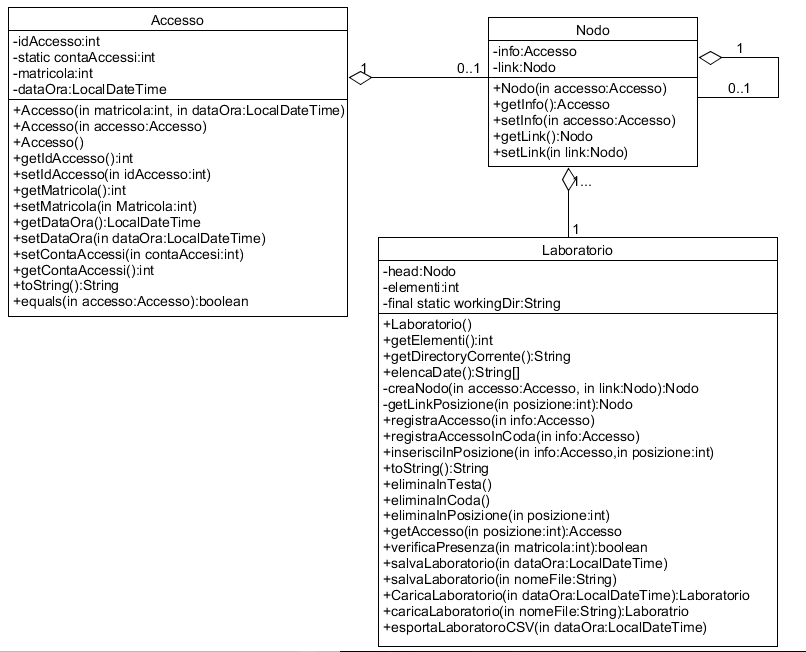 Accesso
-idAccesso:int
-static contaAccessi:int
-matricola:int
-dataOra:LocalDateTime
+Accesso(in matricola:int, in dataOra:LocalDateTime)
+Accesso(in accesso:Accesso)
+Accesso()
+getIdAccesso():int
+setIdAccesso(in idAccesso:int)
+getMatricola():int
+setMatricola(in Matricola:int)
+getDataOra():LocalDateTime
+setDataOra(in dataOra:LocalDateTime)
+setContaAccessi(in contaAccesi:int)
+getContaAccessi():int
+toString():String
+equals(in accesso:Accesso):boolean
1
0..1
Nodo
-info:Accesso
-link:Nodo
+Nodo(in accesso:Accesso)
+getInfo():Accesso
+setInfo(in accesso:Accesso)
+getLink():Nodo
+setLink(in link:Nodo)
1
0..1
1...
1
Laboratorio
-head:Nodo
-elementi:int
-final static workingDir:String
+Laboratorio()
+getElementi():int
+getDirectoryCorrente():String
+elencaDate():String[]
-creaNodo(in accesso:Accesso, in link:Nodo):Nodo
-getLinkPosizione(in posizione:int):Nodo
+registraAccesso(in info:Accesso)
+registraAccessoInCoda(in info:Accesso)
+inserisciInPosizione(in info:Accesso,in posizione:int)
+toString():String
+eliminaInTesta()
+eliminaInCoda()
+eliminaInPosizione(in posizione:int)
+getAccesso(in posizione:int):Accesso
+verificaPresenza(in matricola:int):boolean
+salvaLaboratorio(in dataOra:LocalDateTime)
+salvaLaboratorio(in nomeFile:String)
+CaricaLaboratorio(in dataOra:LocalDateTime):Laboratorio
+caricaLaboratorio(in nomeFile:String):Laboratrio
+esportaLaboratoroCSV(in dataOra:LocalDateTime)